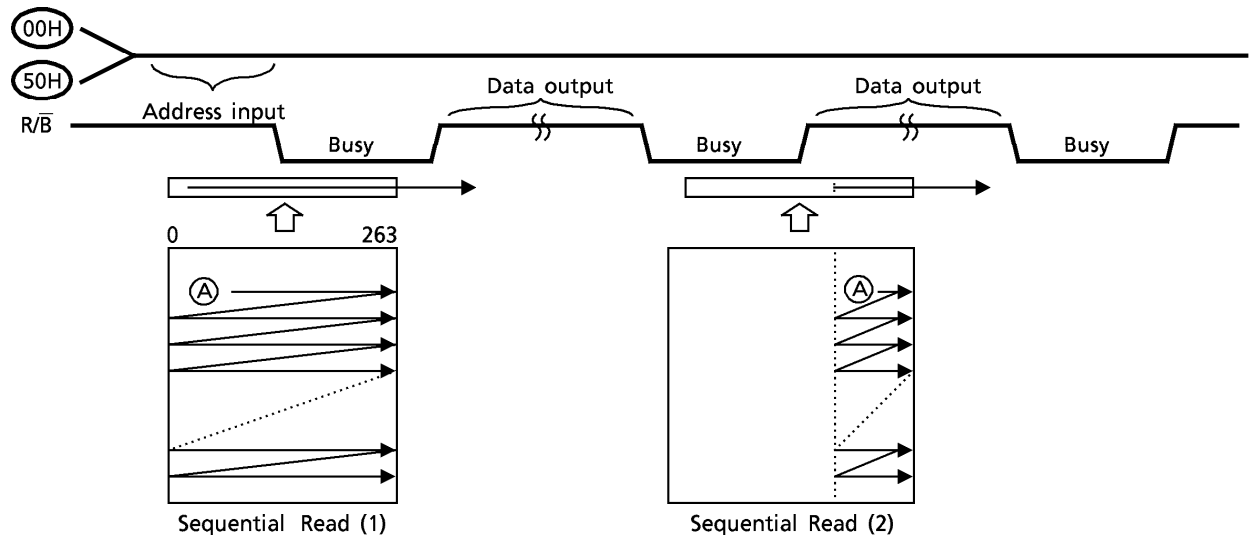 00H
50H
Address input
Data output
Data output
R/B̅
Busy
Busy
Busy
0
263
A
A
Sequential Read (1)
Sequential Read (2)